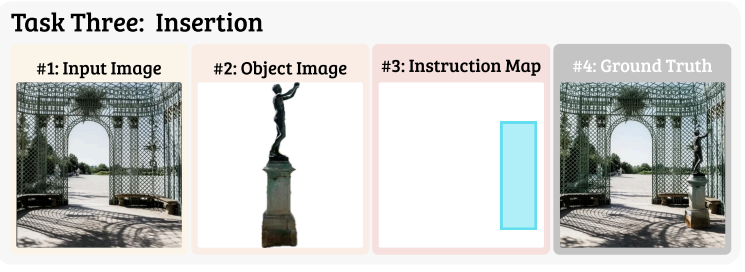 Task Three: Insertion
#1: Input Image
#2: Object Image
#3: Instruction Map
#4: Ground Truth